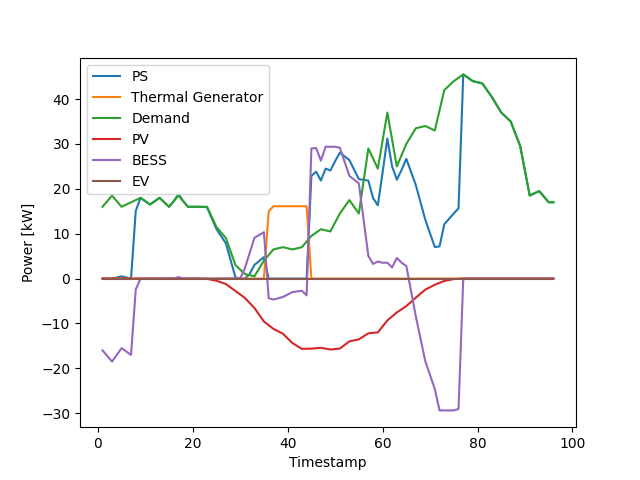 PS
Thermal Generator
Demand
PV
BESS
EV
Power [kW]
40
30
20
10
0
−10
−20
−30
0 20 40 60 80 100
Timestamp